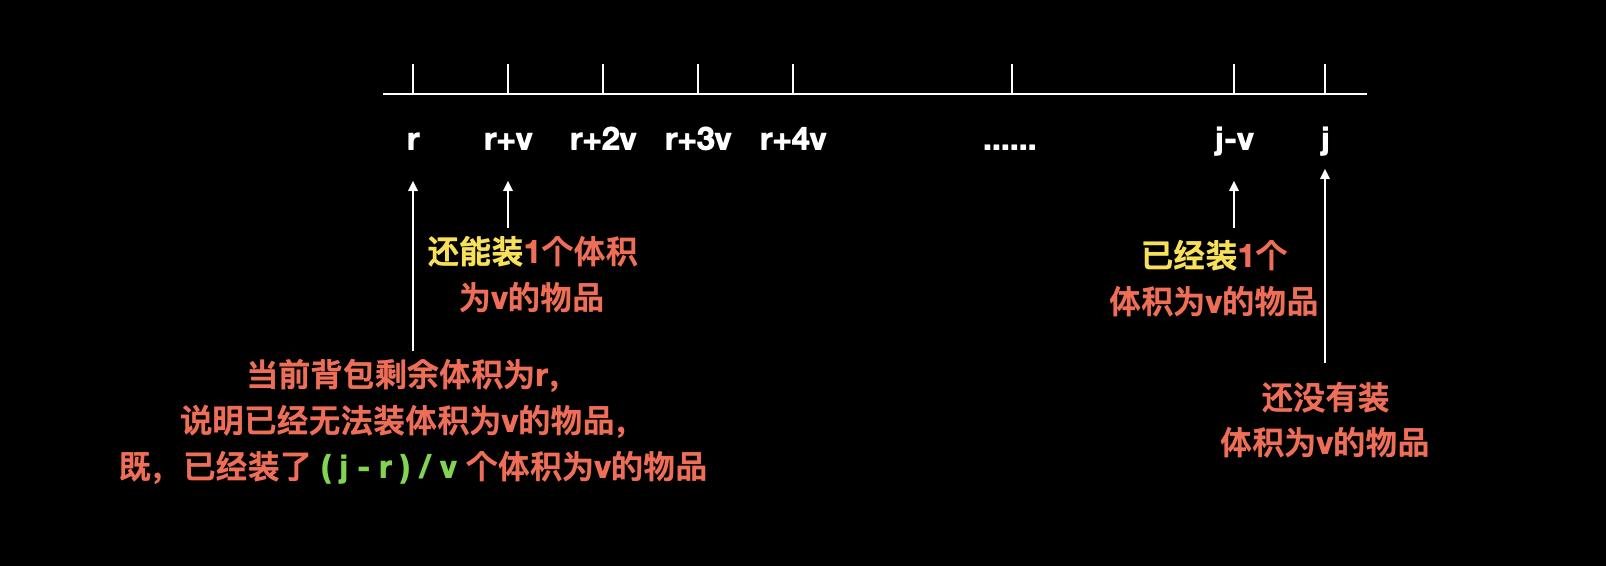 r r+v r+2v r+3v r+4v ...... j-v j
还能装1个体积
为v的物品
已经装1个
体积为v的物品
当前背包剩余体积为r，
说明已经无法装体积为v的物品，
既，已经装了 ( j - r ) / v 个体积为v的物品
还没有装
体积为v的物品